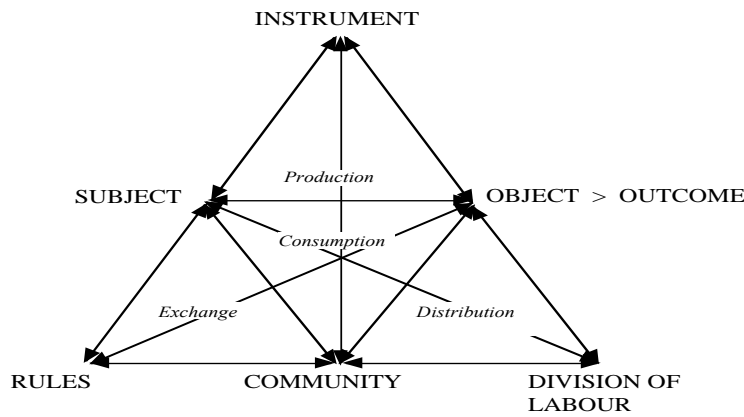 INSTRUMENT
Production
SUBJECT
OBJECT > OUTCOME
Consumption
Exchange
Distribution
RULES
COMMUNITY
DIVISION OF
LABOUR